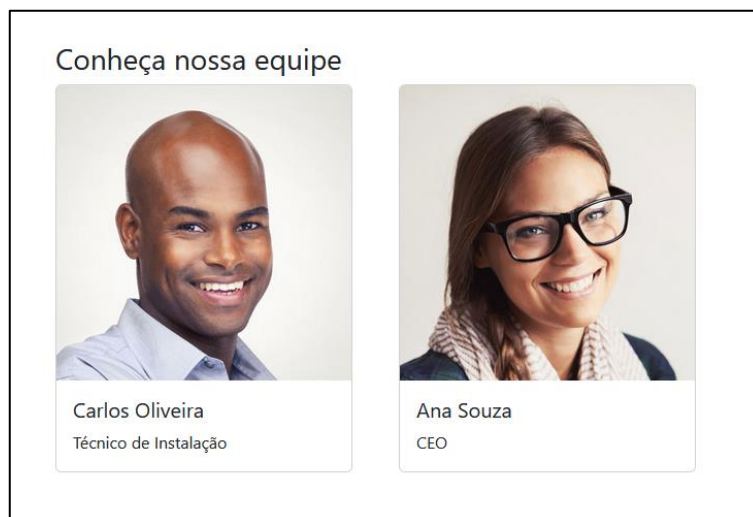 Conheça nossa equipe
Carlos Oliveira
Técnico de Instalação
Ana Souza
CEO